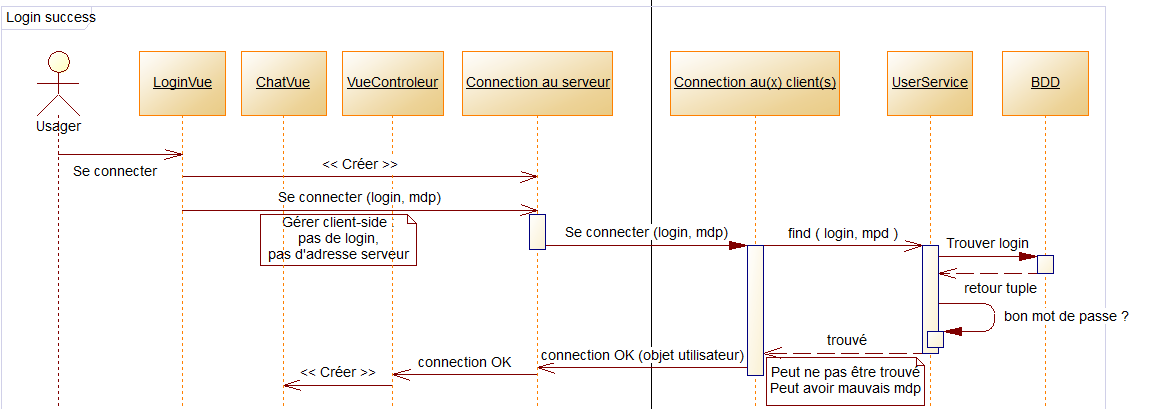 Login success
LoginVue
ChatVue
VueControleur
Connection au serveur
Connection au(x) client(s)
UserService
BDD
Usager
Se connecter
<< Créer >>
Se connecter (login, mdp)
Gérer client-side
pas de login,
pas d'adresse serveur
Se connecter (login, mdp)
find ( login, mpd )
Trouver login
retour tuple
bon mot de passe ?
trouvé
connection OK (objet utilisateur)
connection OK
<< Créer >>
Peut ne pas être trouvé
Peut avoir mauvais mdp